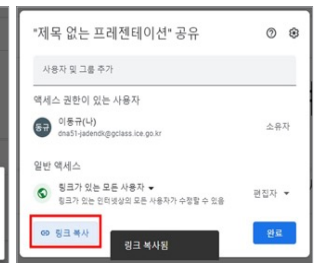 "제목 없는 프레젠테이션" 공유
사용자 및 그룹 추가
액세스 권한이 있는 사용자
동규
이동규(나)
소유자
dna51-jadendk@gclass.ice.go.kr
일반 액세스
링크가 있는 모든 사용자
편집자
링크가 있는 인터넷상의 모든 사용자가 수정할 수 있음
링크 복사
링크 복사됨
완료